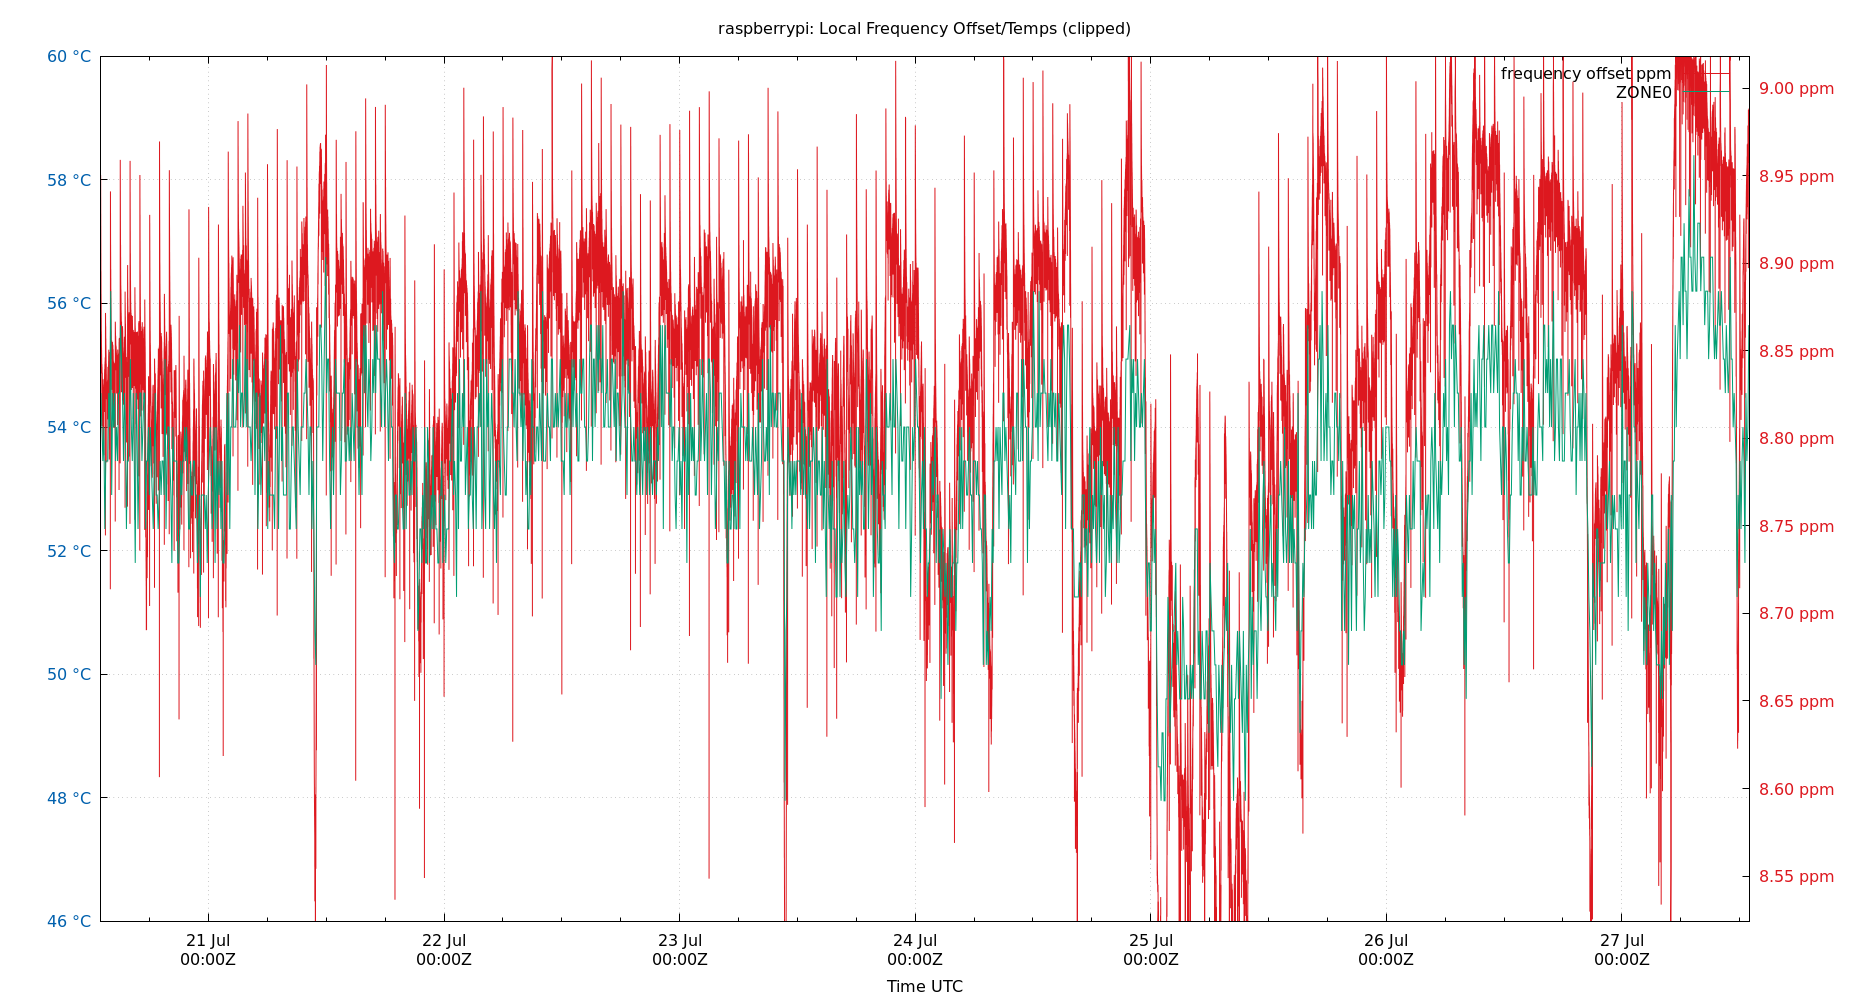 raspberrypi: Local Frequency Offset/Temps (clipped)
60 °C
58 °C
56 °C
54 °C
52 °C
50 °C
48 °C
46 °C
frequency offset ppm
ZONE0
9.00 ppm
8.95 ppm
8.90 ppm
8.85 ppm
8.80 ppm
8.75 ppm
8.70 ppm
8.65 ppm
8.60 ppm
8.55 ppm
21 Jul
00:00Z
22 Jul
00:00Z
23 Jul
00:00Z
24 Jul
00:00Z
25 Jul
00:00Z
26 Jul
00:00Z
27 Jul
00:00Z
Time UTC